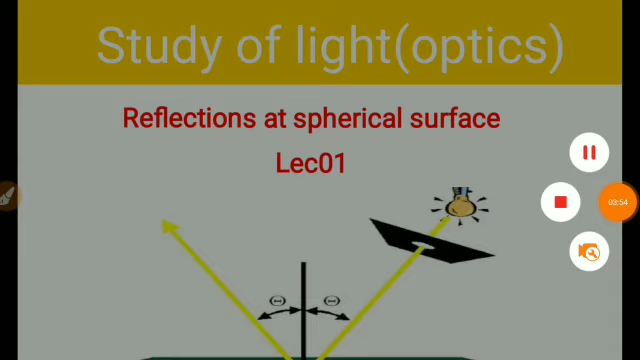 Study of light(optics)
Reflections at spherical surface
Lec01
03:54
Θ Θ